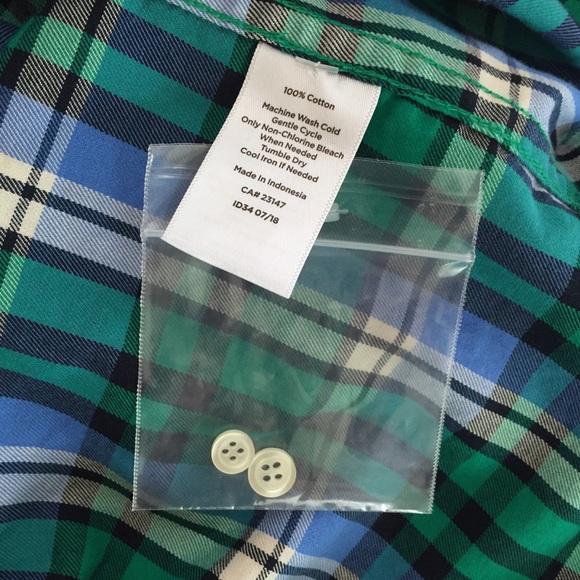 100% Cotton
Machine Wash Cold
Gentle Cycle
Only Non-Chlorine Bleach
When Needed
Tumble Dry
Cool Iron If Needed
Made in Indonesia
CA# 23147
ID34 07/18